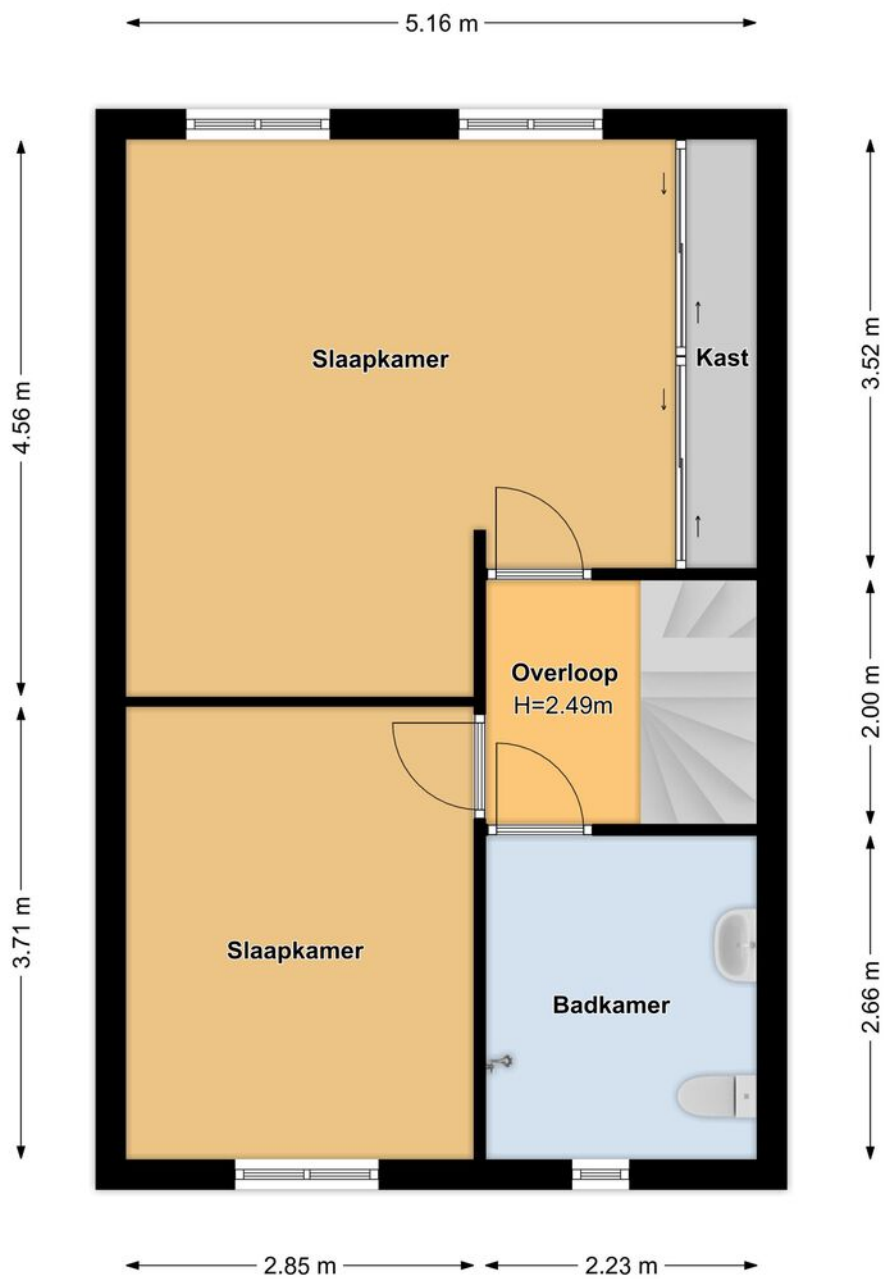 5.16 m
4.56 m
3.52 m
Slaapkamer
Kast
Overloop
H=2.49m
2.00 m
3.71 m
Slaapkamer
Badkamer
2.66 m
2.85 m
2.23 m